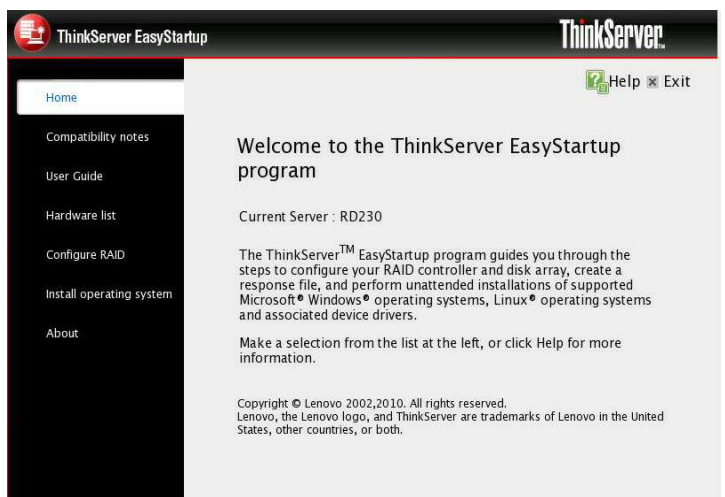 ThinkServer EasyStartup
ThinkServer™
Help Exit
Home
Compatibility notes
User Guide
Hardware list
Configure RAID
Install operating system
About
Welcome to the ThinkServer EasyStartup
program
Current Server : RD230
The ThinkServer™ EasyStartup program guides you through the
steps to configure your RAID controller and disk array, create a
response file, and perform unattended installations of supported
Microsoft® Windows® operating systems, Linux® operating systems
and associated device drivers.
Make a selection from the list at the left, or click Help for more
information.
Copyright © Lenovo 2002,2010. All rights reserved.
Lenovo, the Lenovo logo, and ThinkServer are trademarks of Lenovo in the United
States, other countries, or both.